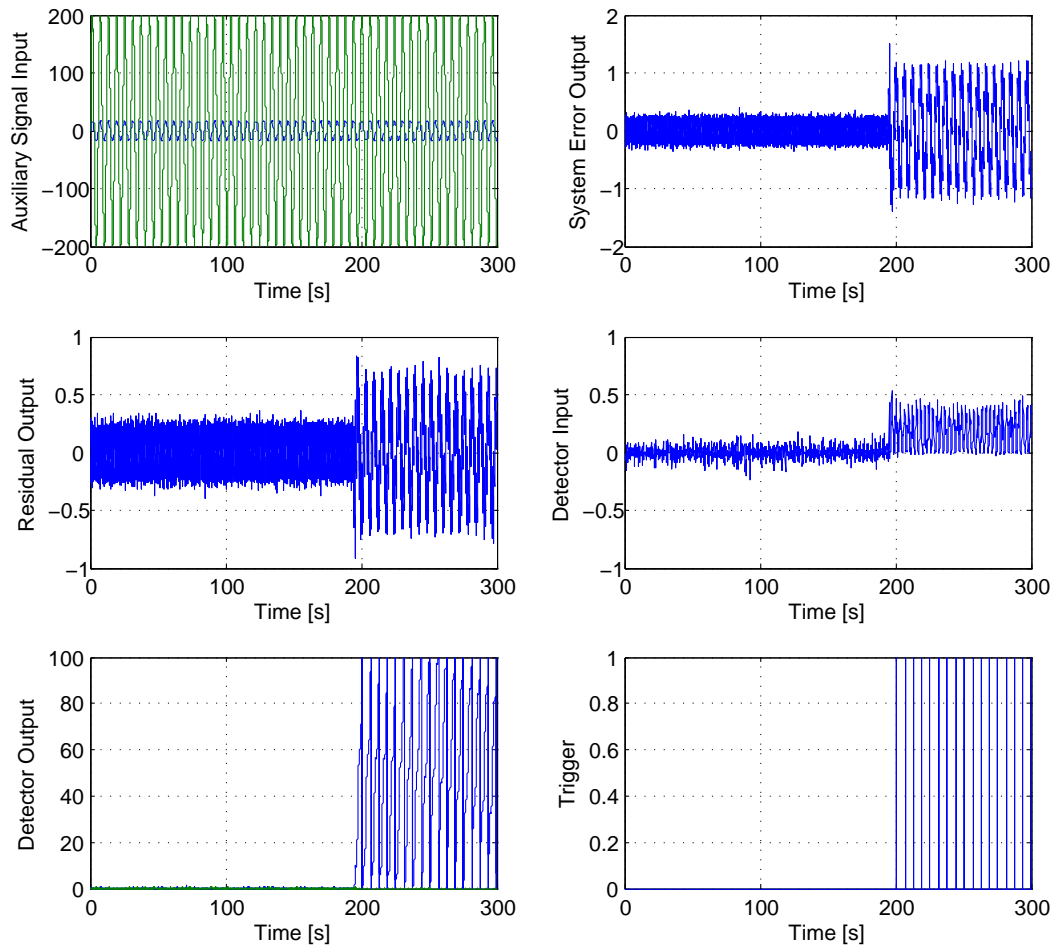 200
100
0
−100
−200
Auxiliary Signal Input
0 100 200 300
Time [s]
2
1
0
−1
−2
System Error Output
0 100 200 300
Time [s]
1
0.5
0
−0.5
−1
Residual Output
0 100 200 300
Time [s]
1
0.5
0
−0.5
−1
Detector Input
0 100 200 300
Time [s]
100
80
60
40
20
0
Detector Output
0 100 200 300
Time [s]
1
0.8
0.6
0.4
0.2
0
Trigger
0 100 200 300
Time [s]